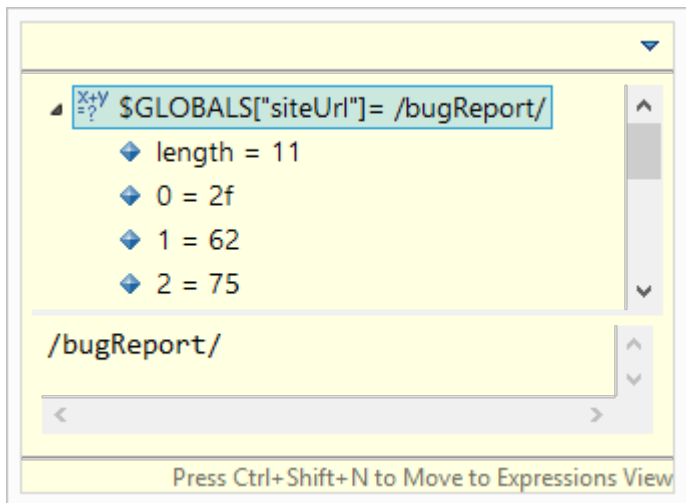 x+y
=?
$GLOBALS["siteUrl"]= /bugReport/
length = 11
0 = 2f
1 = 62
2 = 75
/bugReport/
Press Ctrl+Shift+N to Move to Expressions View